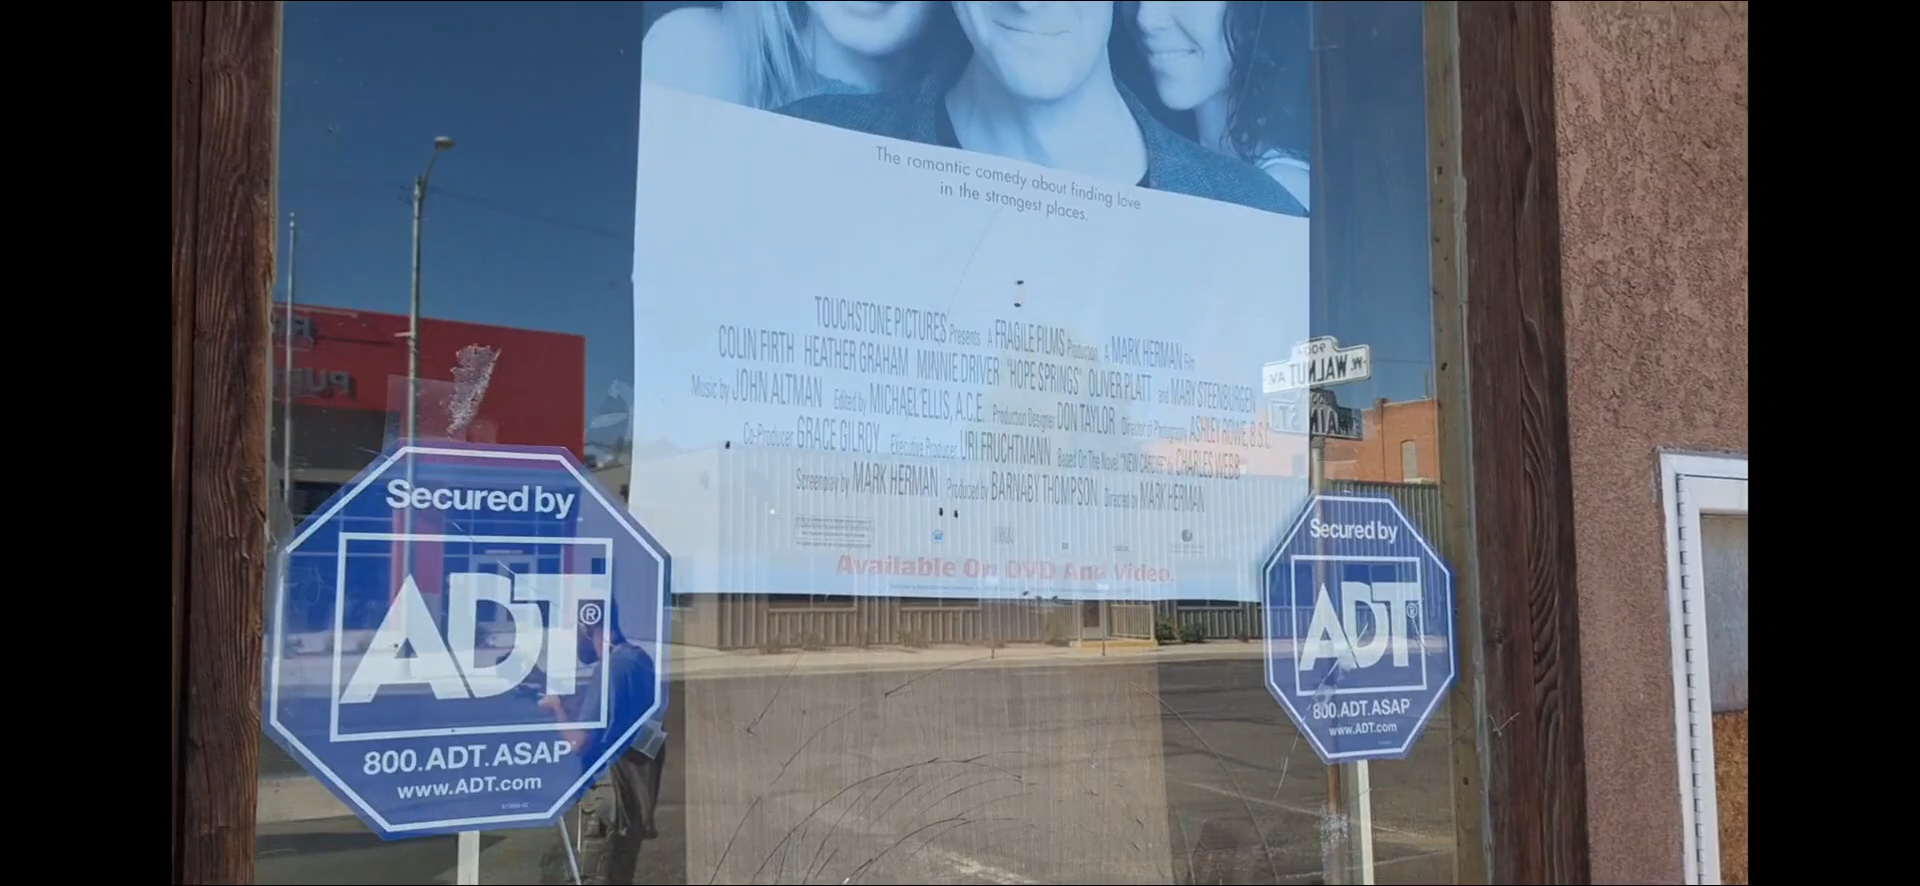 The romantic comedy about finding love
in the strangest places.
TOUCHSTONE PICTURES Presents A FRAGILE FILMS Production A MARK HERMAN Film
COLIN FIRTH HEATHER GRAHAM MINNIE DRIVER "HOPE SPRINGS" OLIVER PLATT and MARY STEENBURGEN
Music by JOHN ALTMAN Edited by MICHAEL ELLIS, A.C.E. Production Designer DON TAYLOR Director of Photography ASHLEY ROWE, B.S.C.
Co-Producer GRACE GILROY Executive Producer URI FRUCHTMANN Based On The Novel "NEW CARDIFF" by CHARLES WEBB
Screenplay by MARK HERMAN Produced by BARNABY THOMPSON Directed by MARK HERMAN
Available On DVD And Video.
900
W. WALNUT AV.
MAIN ST
Secured by
ADT®
800.ADT.ASAP
www.ADT.com
Secured by
ADT®
800.ADT.ASAP
www.ADT.com